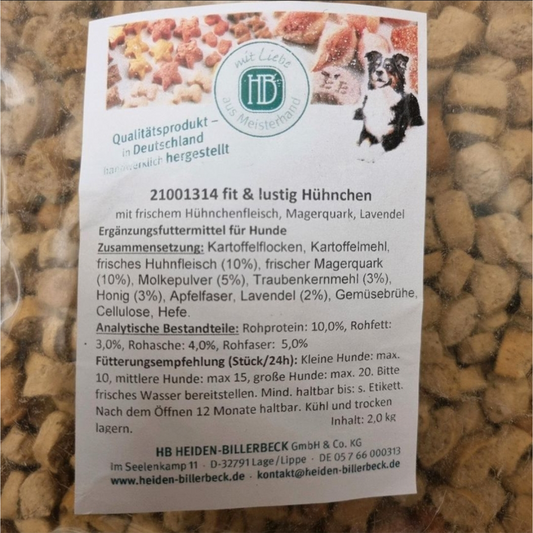 mit Liebe
HB
aus Meisterhand
Qualitätsprodukt –
in Deutschland
handwerklich hergestellt
21001314 fit & lustig Hühnchen
mit frischem Hühnchenfleisch, Magerquark, Lavendel
Ergänzungsfuttermittel für Hunde
Zusammensetzung: Kartoffelflocken, Kartoffelmehl,
frisches Huhnfleisch (10%), frischer Magerquark
(10%), Molkepulver (5%), Traubenkernmehl (3%),
Honig (3%), Apfelfaser, Lavendel (2%), Gemüsebrühe,
Cellulose, Hefe.
Analytische Bestandteile: Rohprotein: 10,0%, Rohfett:
3,0%, Rohasche: 4,0%, Rohfaser: 5,0%
Fütterungsempfehlung (Stück/24h): Kleine Hunde: max.
10, mittlere Hunde: max 15, große Hunde: max. 20. Bitte
frisches Wasser bereitstellen. Mind. haltbar bis: s. Etikett.
Nach dem Öffnen 12 Monate haltbar. Kühl und trocken
lagern. Inhalt: 2,0 kg
HB HEIDEN-BILLERBECK GmbH & Co. KG
Im Seelenkamp 11 · D-32791 Lage/Lippe · DE 05 7 66 000313
www.heiden-billerbeck.de · kontakt@heiden-billerbeck.de